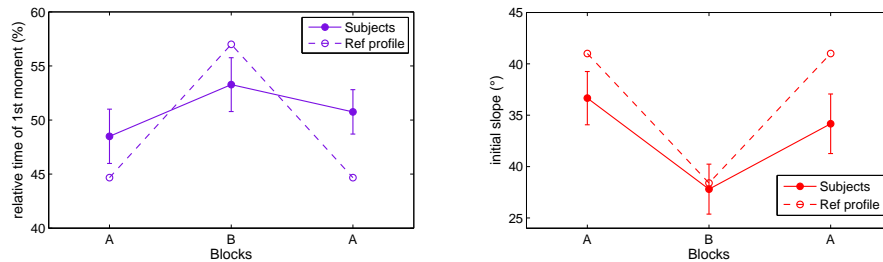 relative time of 1st moment (%)
60
55
50
45
40
A
B
A
Blocks
Subjects
Ref profile
initial slope (°)
45
35
40
25
A
B
A
Blocks
Subjects
Ref profile